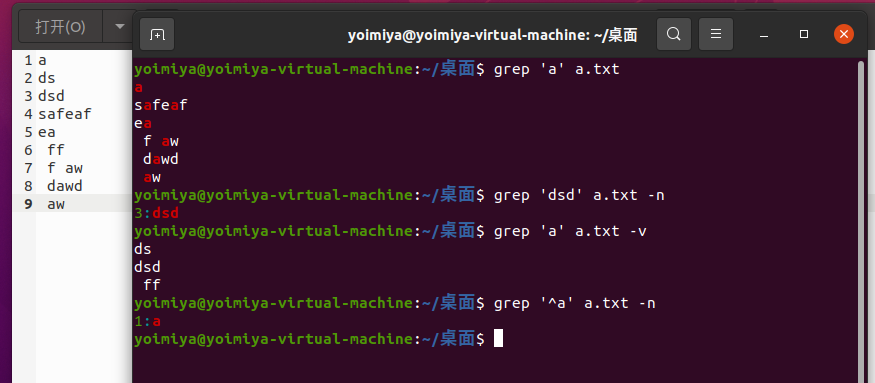 打开(O)
1 a
2 ds
3 dsd
4 safeaf
5 ea
6  ff
7  f aw
8  dawd
9  aw
yoimiya@yoimiya-virtual-machine: ~/桌面
yoimiya@yoimiya-virtual-machine:~/桌面$ grep 'a' a.txt
a
safeaf
ea
 f aw
 dawd
 aw
yoimiya@yoimiya-virtual-machine:~/桌面$ grep 'dsd' a.txt -n
3:dsd
yoimiya@yoimiya-virtual-machine:~/桌面$ grep 'a' a.txt -v
ds
dsd
 ff
yoimiya@yoimiya-virtual-machine:~/桌面$ grep '^a' a.txt -n
1:a
yoimiya@yoimiya-virtual-machine:~/桌面$